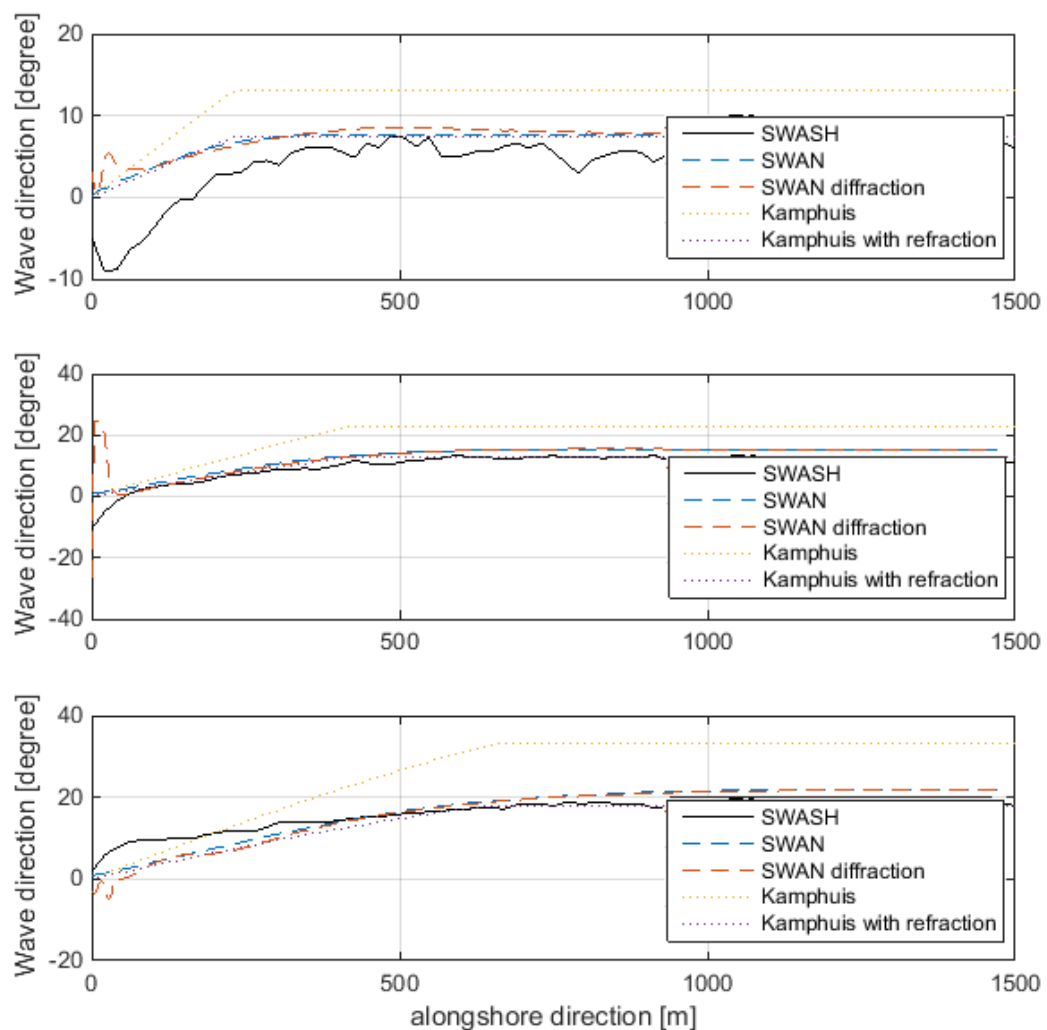 20
10
0
-10
Wave direction [degree]
SWASH
SWAN
SWAN diffraction
Kamphuis
Kamphuis with refraction
0
500
1000
1500
40
20
0
-20
-40
Wave direction [degree]
SWASH
SWAN
SWAN diffraction
Kamphuis
Kamphuis with refraction
0
500
1000
1500
40
20
0
-20
Wave direction [degree]
SWASH
SWAN
SWAN diffraction
Kamphuis
Kamphuis with refraction
0
500
1000
1500
alongshore direction [m]